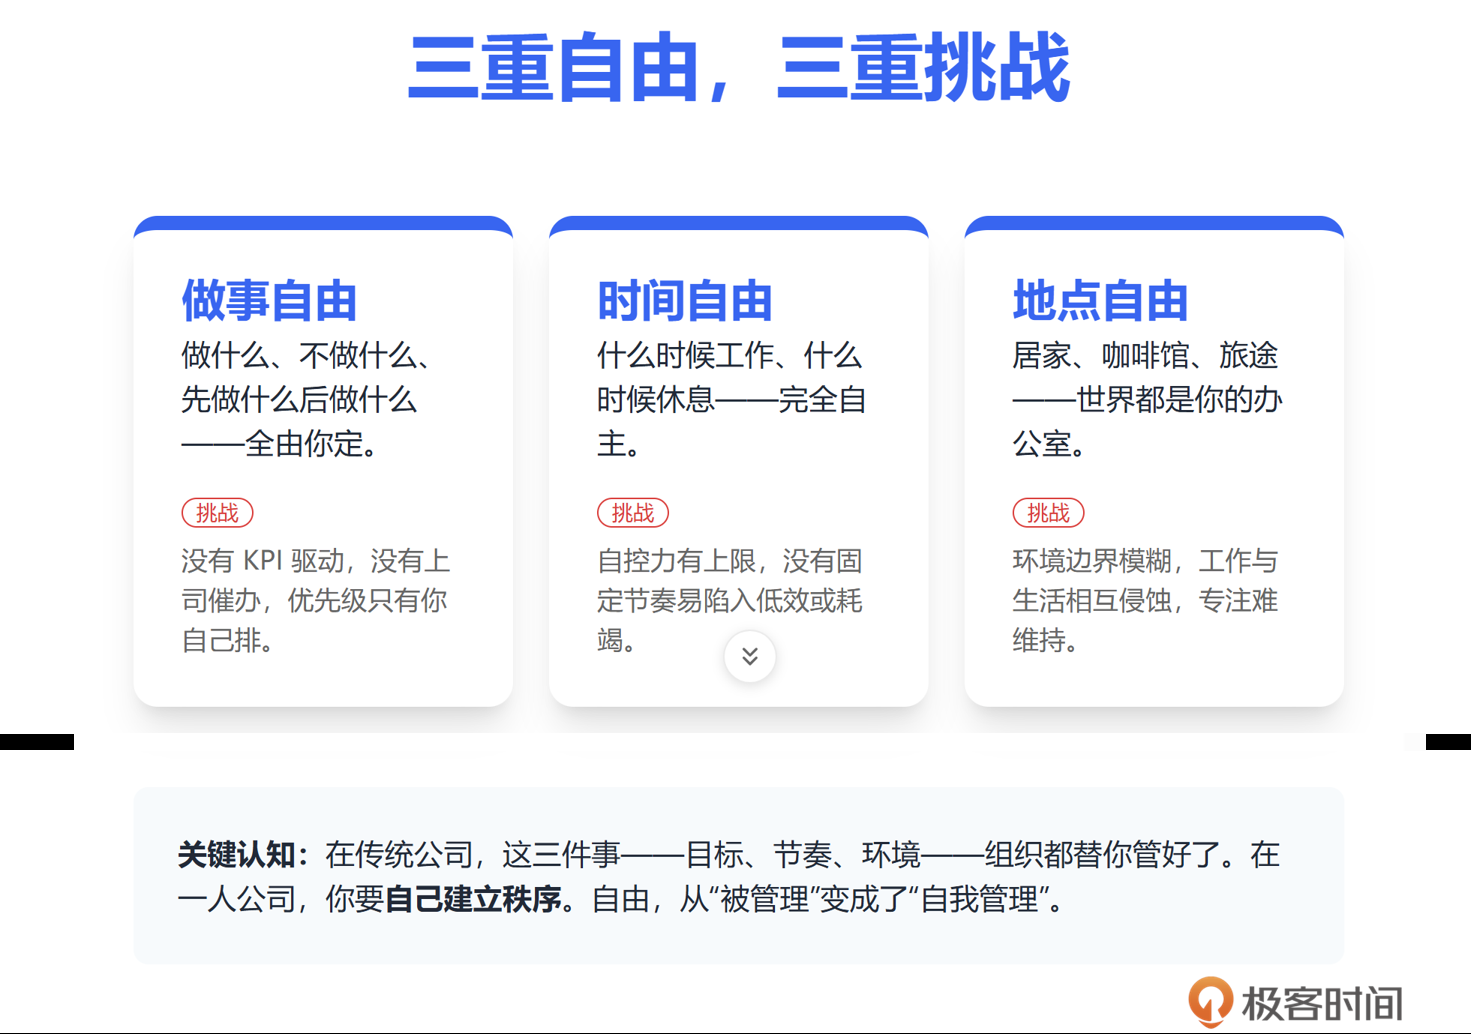 三重自由，三重挑战
做事自由
做什么、不做什么、
先做什么后做什么
——全由你定。
挑战
没有 KPI 驱动，没有上
司催办，优先级只有你
自己排。
时间自由
什么时候工作、什么
时候休息——完全自
主。
挑战
自控力有上限，没有固
定节奏易陷入低效或耗
竭。
地点自由
居家、咖啡馆、旅途
——世界都是你的办
公室。
挑战
环境边界模糊，工作与
生活相互侵蚀，专注难
维持。
关键认知：在传统公司，这三件事——目标、节奏、环境——组织都替你管好了。在
一人公司，你要自己建立秩序。自由，从“被管理”变成了“自我管理”。
极客时间